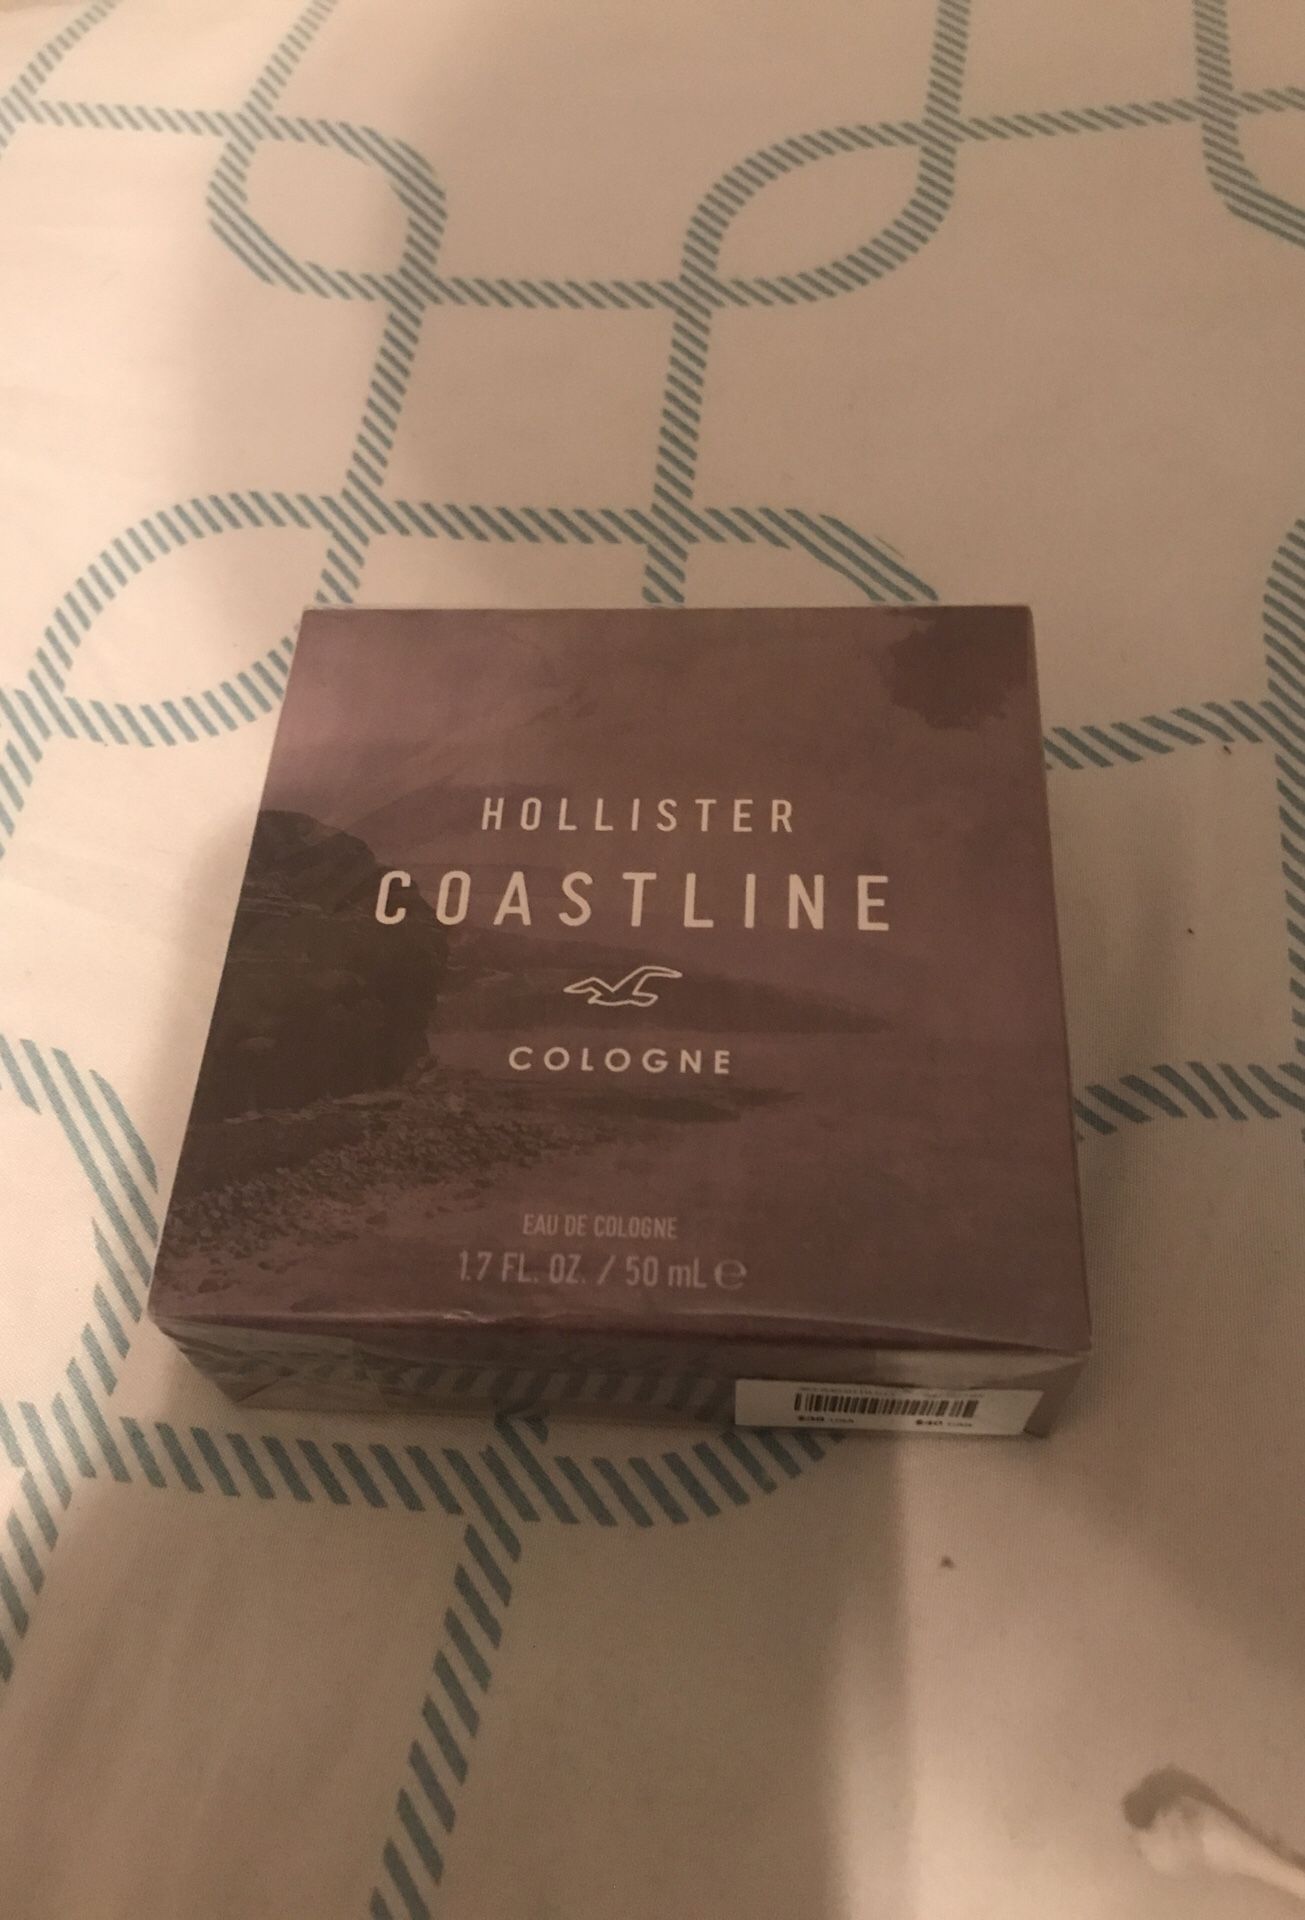 HOLLISTER
COASTLINE
COLOGNE
EAU DE COLOGNE
1.7 FL. OZ. / 50 mL ℮